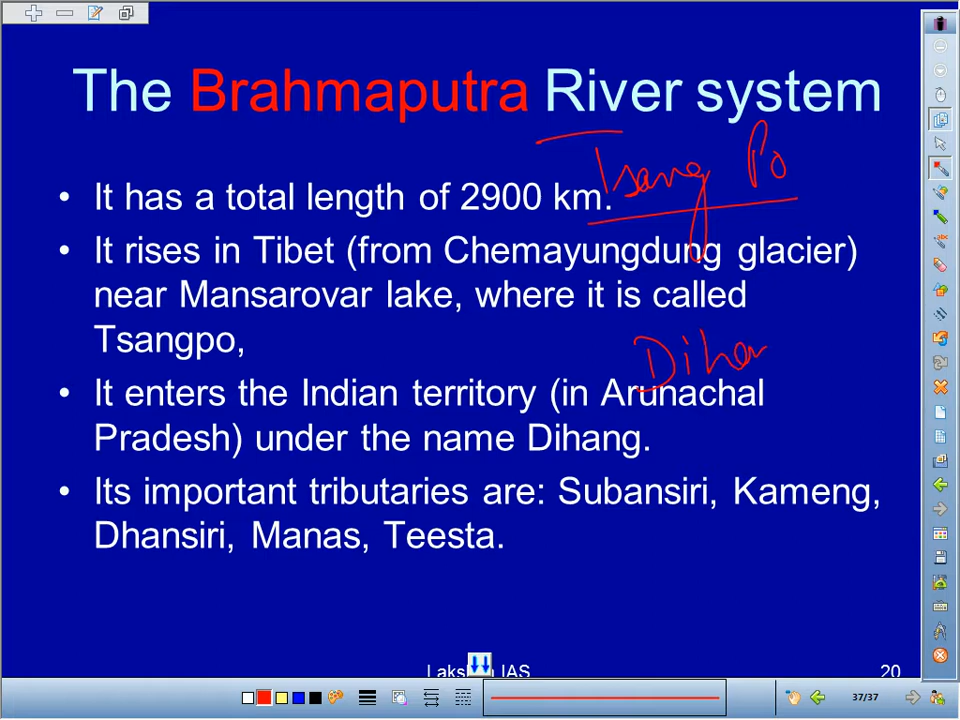 The Brahmaputra River system
Tsang Po
• It has a total length of 2900 km.
• It rises in Tibet (from Chemayungdung glacier)
near Mansarovar lake, where it is called
Tsangpo,
Dihan
• It enters the Indian territory (in Arunachal
Pradesh) under the name Dihang.
• Its important tributaries are: Subansiri, Kameng,
Dhansiri, Manas, Teesta.
IAS
20
37/37